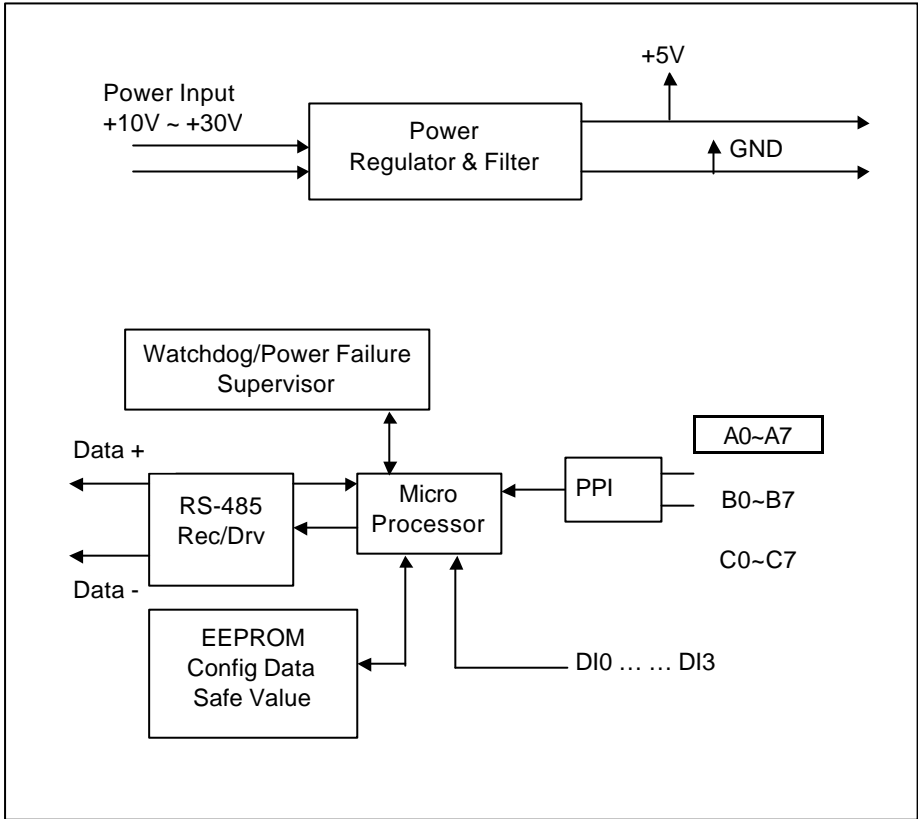 +5V
Power Input
+10V ~ +30V
Power
Regulator & Filter
GND
Watchdog/Power Failure
Supervisor
A0~A7
Data +
RS-485
Rec/Drv
Micro
Processor
PPI
B0~B7
C0~C7
Data -
EEPROM
Config Data
Safe Value
DI0 … … DI3